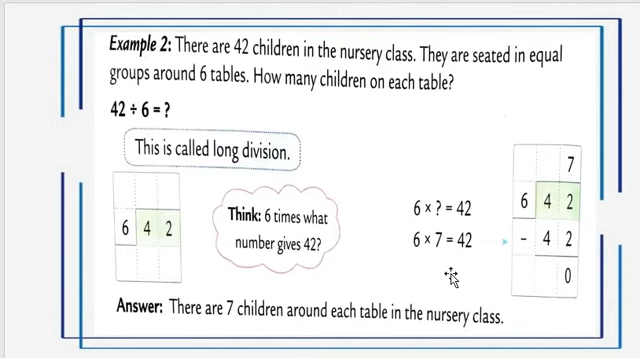 Example 2: There are 42 children in the nursery class. They are seated in equal
groups around 6 tables. How many children on each table?
42 ÷ 6 = ?
This is called long division.
6 4 2
Think: 6 times what
number gives 42?
6 × ? = 42
6 × 7 = 42
7
6 4 2
- 4 2
0
Answer: There are 7 children around each table in the nursery class.